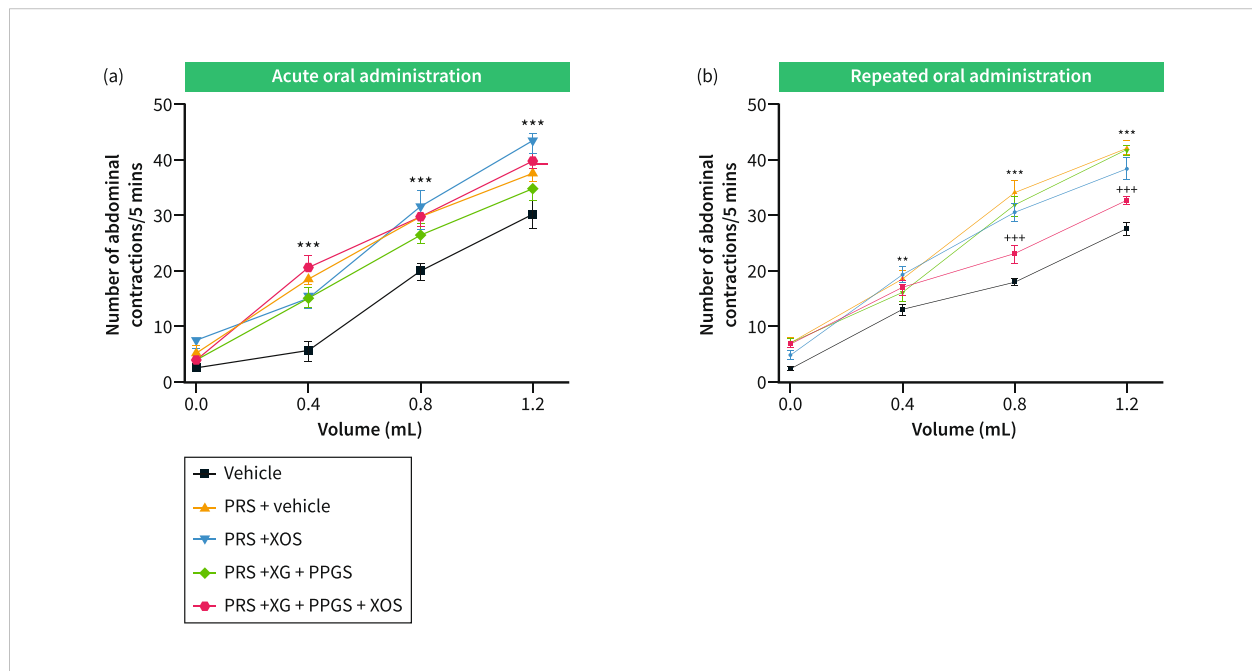 (a)
Acute oral administration
50
40
30
20
10
0
Number of abdominal
contractions/5 mins
***
***
***
0.0 0.4 0.8 1.2
Volume (mL)
(b)
Repeated oral administration
50
40
30
20
10
0
Number of abdominal
contractions/5 mins
**
***
+++
***
+++
0.0 0.4 0.8 1.2
Volume (mL)
Vehicle
PRS + vehicle
PRS +XOS
PRS +XG + PPGS
PRS +XG + PPGS + XOS